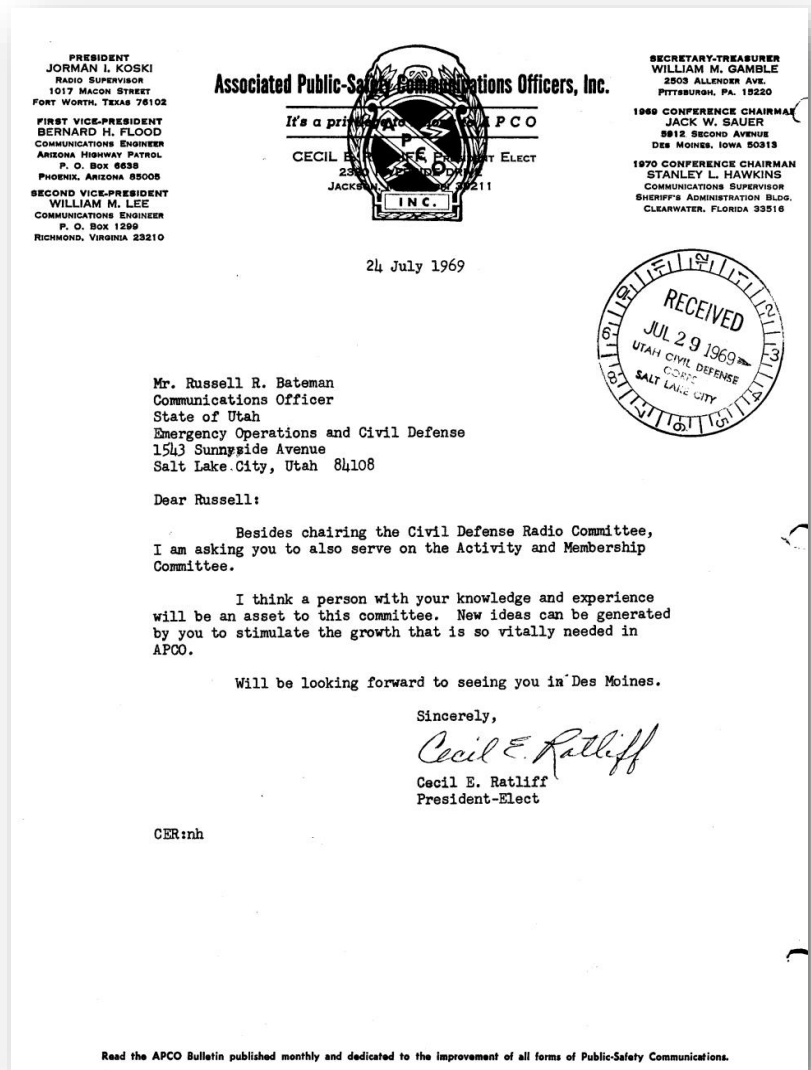 PRESIDENT
JORMAN I. KOSKI
RADIO SUPERVISOR
1017 MACON STREET
FORT WORTH, TEXAS 76102
FIRST VICE-PRESIDENT
BERNARD H. FLOOD
COMMUNICATIONS ENGINEER
ARIZONA HIGHWAY PATROL
P. O. BOX 6638
PHOENIX, ARIZONA 85005
SECOND VICE-PRESIDENT
WILLIAM M. LEE
COMMUNICATIONS ENGINEER
P. O. BOX 1299
RICHMOND, VIRGINIA 23210
Associated Public-Safety Communications Officers, Inc.
It's a APCO
CECIL E. RATLIFF, PRESIDENT ELECT
DRIVE
INC.
SECRETARY-TREASURER
WILLIAM M. GAMBLE
2503 ALLENDER AVE.
PITTSBURGH, PA. 15220
1969 CONFERENCE CHAIRMAN
JACK W. SAUER
5912 SECOND AVENUE
DES MOINES, IOWA 50313
1970 CONFERENCE CHAIRMAN
STANLEY L. HAWKINS
COMMUNICATIONS SUPERVISOR
SHERIFF'S ADMINISTRATION BLDG.
CLEARWATER, FLORIDA 33516
24 July 1969
RECEIVED
JUL 29 1969
UTAH CIVIL DEFENSE
SALT LAKE CITY
Mr. Russell R. Bateman
Communications Officer
State of Utah
Emergency Operations and Civil Defense
1543 Sunnyside Avenue
Salt Lake City, Utah 84108
Dear Russell:
Besides chairing the Civil Defense Radio Committee,
I am asking you to also serve on the Activity and Membership
Committee.
I think a person with your knowledge and experience
will be an asset to this committee. New ideas can be generated
by you to stimulate the growth that is so vitally needed in
APCO.
Will be looking forward to seeing you in Des Moines.
Sincerely,
Cecil E. Ratliff
Cecil E. Ratliff
President-Elect
CER:nh
Read the APCO Bulletin published monthly and dedicated to the improvement of all forms of Public-Safety Communications.